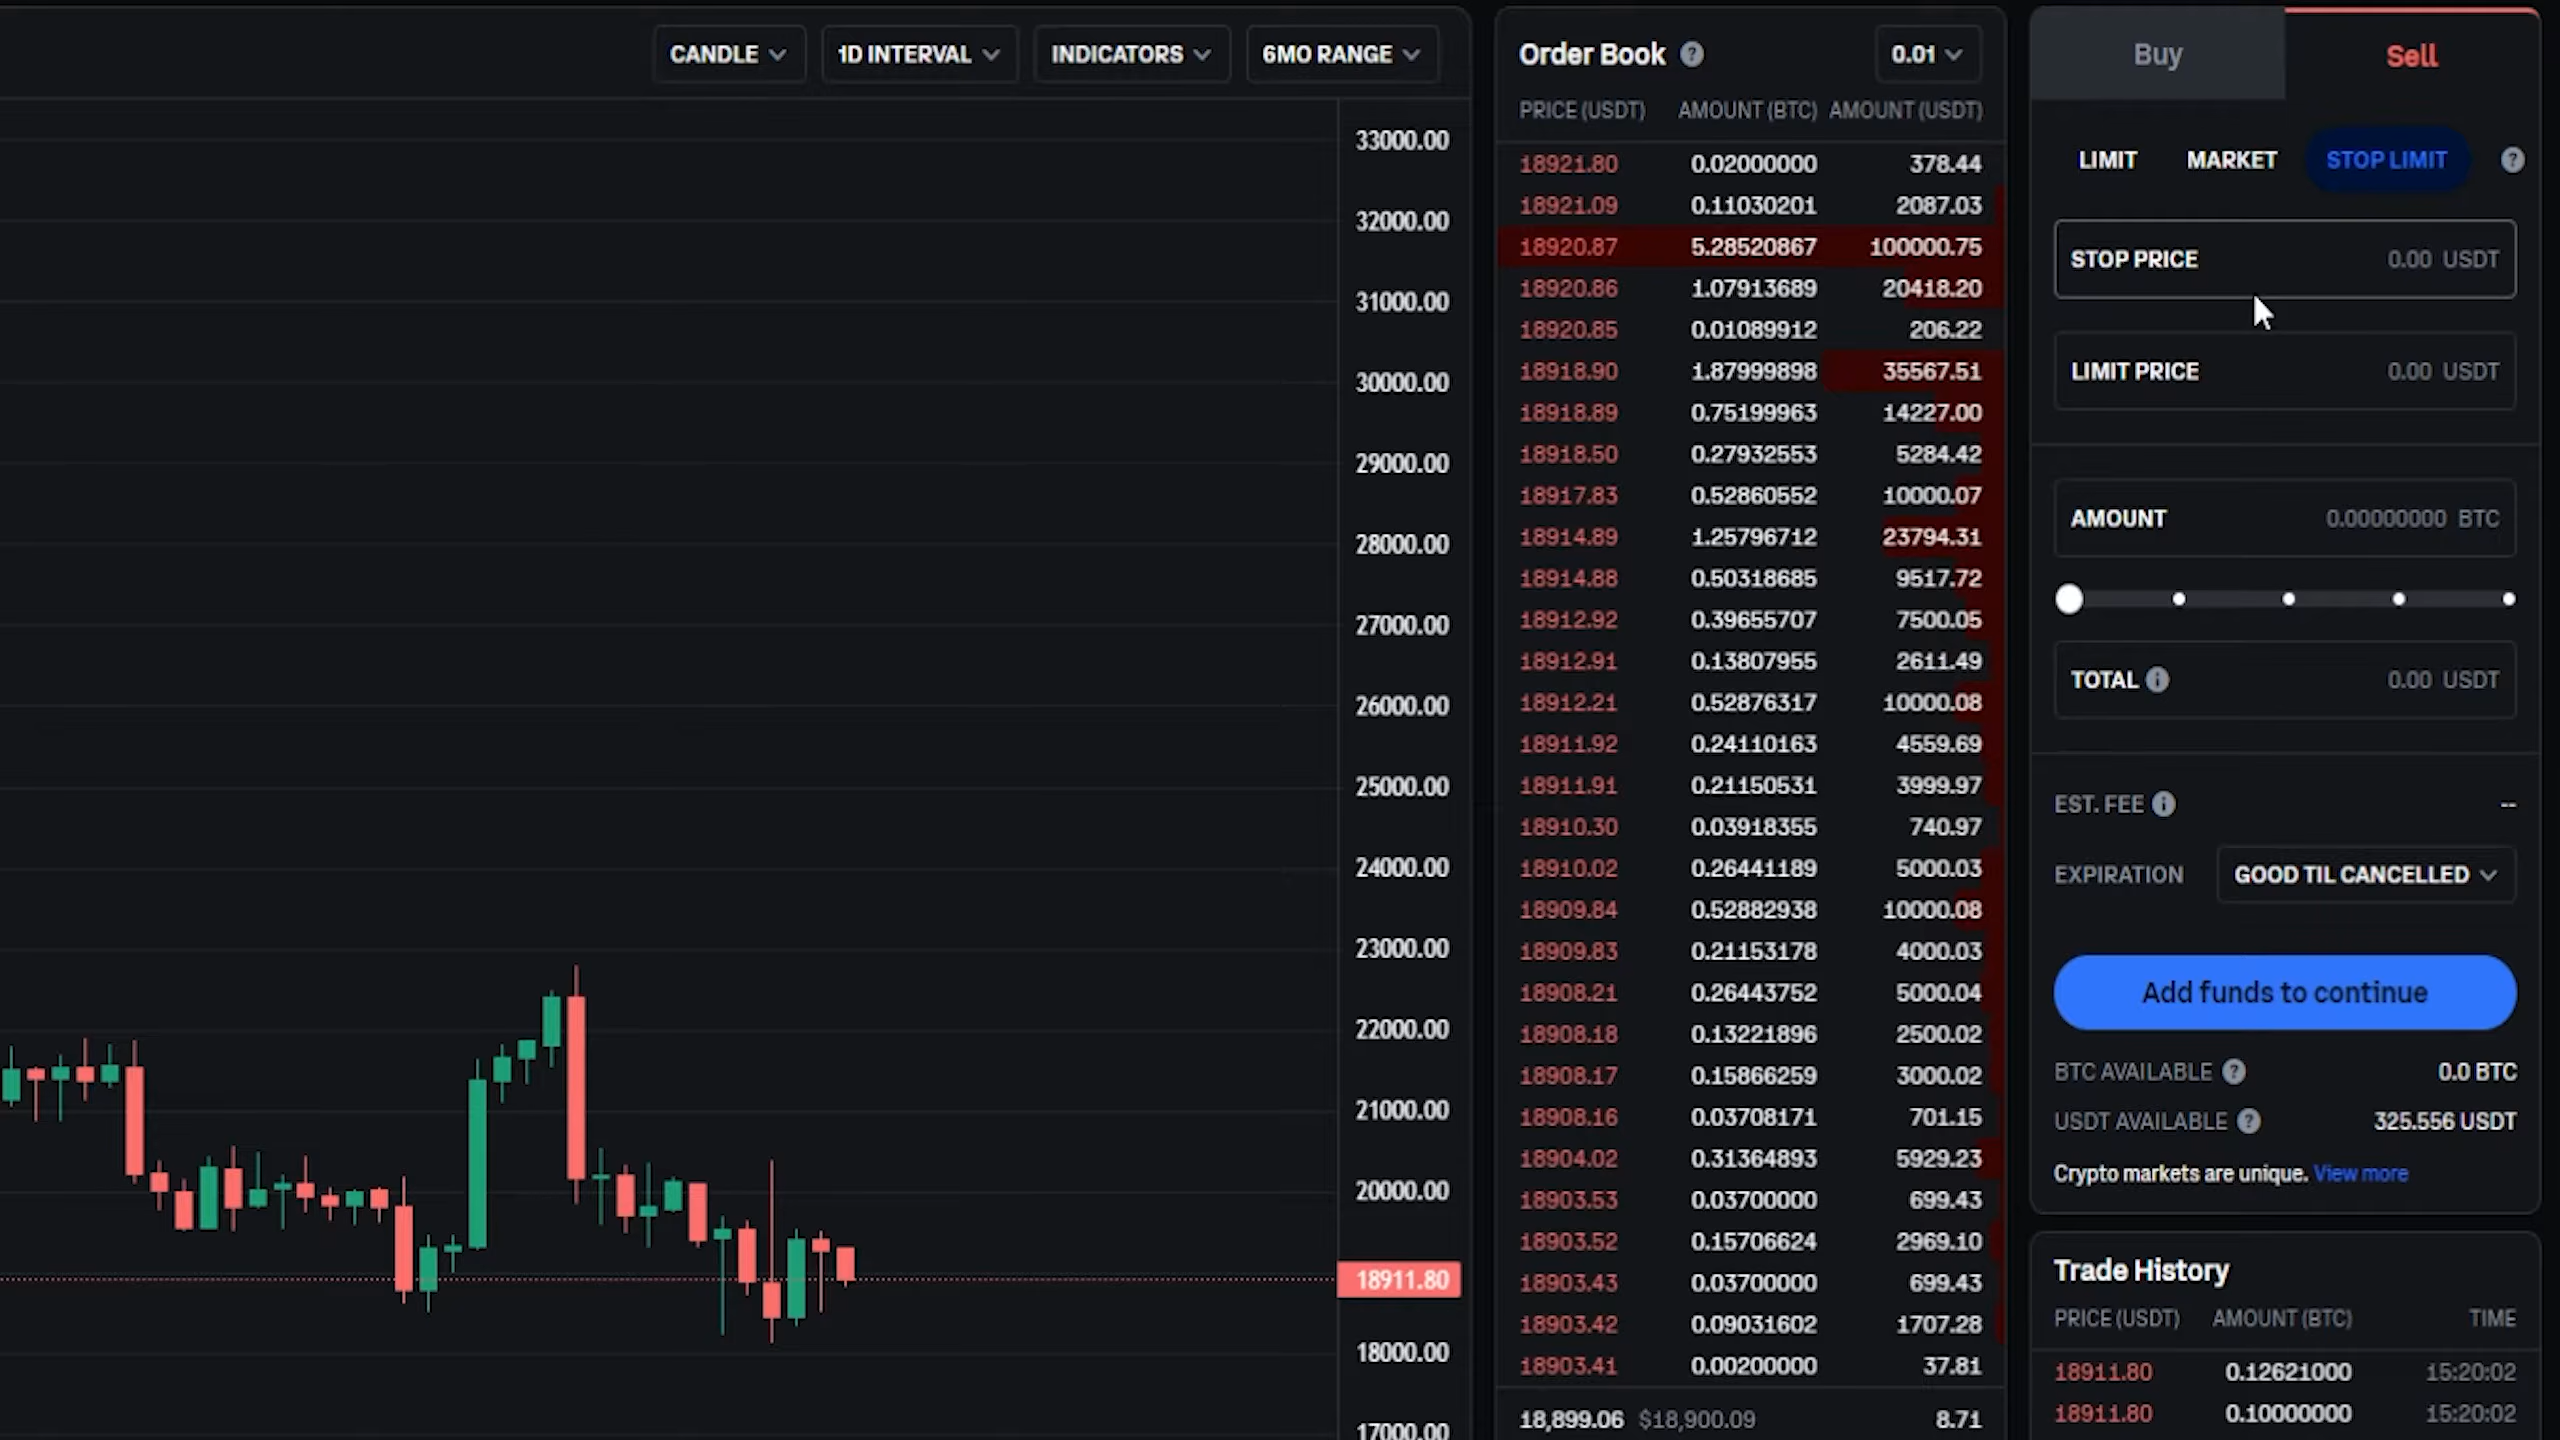 CANDLE 1D INTERVAL INDICATORS 6MO RANGE
33000.00
32000.00
31000.00
30000.00
29000.00
28000.00
27000.00
26000.00
25000.00
24000.00
23000.00
22000.00
21000.00
20000.00
18911.80
18000.00
17000.00
Order Book ? 0.01
PRICE (USDT) AMOUNT (BTC) AMOUNT (USDT)
18921.80 0.02000000 378.44
18921.09 0.11030201 2087.03
18920.87 5.28520867 100000.75
18920.86 1.07913689 20418.20
18920.85 0.01089912 206.22
18918.90 1.87999898 35567.51
18918.89 0.75199963 14227.00
18918.50 0.27932553 5284.42
18917.83 0.52860552 10000.07
18914.89 1.25796712 23794.31
18914.88 0.50318685 9517.72
18912.92 0.39655707 7500.05
18912.91 0.13807955 2611.49
18912.21 0.52876317 10000.08
18911.92 0.24110163 4559.69
18911.91 0.21150531 3999.97
18910.30 0.03918355 740.97
18910.02 0.26441189 5000.03
18909.84 0.52882938 10000.08
18909.83 0.21153178 4000.03
18908.21 0.26443752 5000.04
18908.18 0.13221896 2500.02
18908.17 0.15866259 3000.02
18908.16 0.03708171 701.15
18904.02 0.31364893 5929.23
18903.53 0.03700000 699.43
18903.52 0.15706624 2969.10
18903.43 0.03700000 699.43
18903.42 0.09031602 1707.28
18903.41 0.00200000 37.81
18,899.06 $18,900.09 8.71
Buy Sell
LIMIT MARKET STOP LIMIT ?
STOP PRICE 0.00 USDT
LIMIT PRICE 0.00 USDT
AMOUNT 0.00000000 BTC
TOTAL i 0.00 USDT
EST. FEE i --
EXPIRATION GOOD TIL CANCELLED
Add funds to continue
BTC AVAILABLE ? 0.0 BTC
USDT AVAILABLE ? 325.556 USDT
Crypto markets are unique. View more
Trade History
PRICE (USDT) AMOUNT (BTC) TIME
18911.80 0.12621000 15:20:02
18911.80 0.10000000 15:20:02